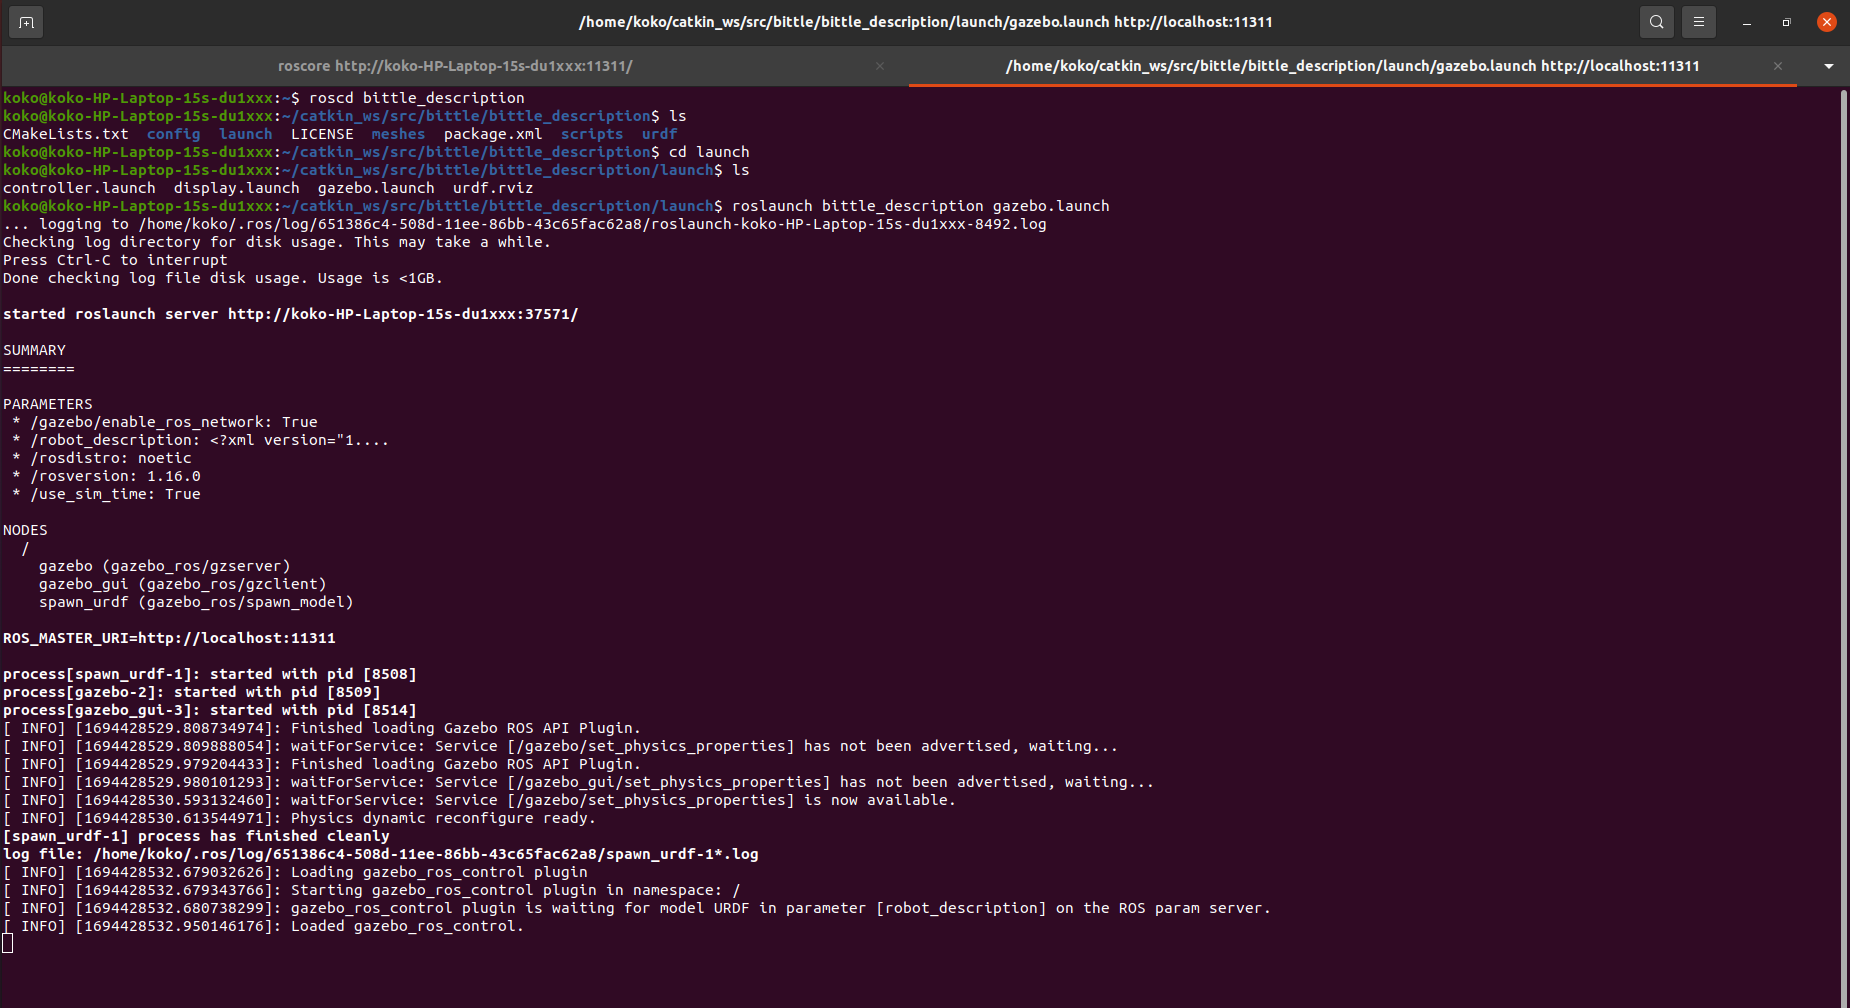 /home/koko/catkin_ws/src/bittle/bittle_description/launch/gazebo.launch http://localhost:11311
roscore http://koko-HP-Laptop-15s-du1xxx:11311/
/home/koko/catkin_ws/src/bittle/bittle_description/launch/gazebo.launch http://localhost:11311
koko@koko-HP-Laptop-15s-du1xxx:~$ roscd bittle_description
koko@koko-HP-Laptop-15s-du1xxx:~/catkin_ws/src/bittle/bittle_description$ ls
CMakeLists.txt  config  launch  LICENSE  meshes  package.xml  scripts  urdf
koko@koko-HP-Laptop-15s-du1xxx:~/catkin_ws/src/bittle/bittle_description$ cd launch
koko@koko-HP-Laptop-15s-du1xxx:~/catkin_ws/src/bittle/bittle_description/launch$ ls
controller.launch  display.launch  gazebo.launch  urdf.rviz
koko@koko-HP-Laptop-15s-du1xxx:~/catkin_ws/src/bittle/bittle_description/launch$ roslaunch bittle_description gazebo.launch
... logging to /home/koko/.ros/log/651386c4-508d-11ee-86bb-43c65fac62a8/roslaunch-koko-HP-Laptop-15s-du1xxx-8492.log
Checking log directory for disk usage. This may take a while.
Press Ctrl-C to interrupt
Done checking log file disk usage. Usage is <1GB.
started roslaunch server http://koko-HP-Laptop-15s-du1xxx:37571/
SUMMARY
========
PARAMETERS
 * /gazebo/enable_ros_network: True
 * /robot_description: <?xml version="1....
 * /rosdistro: noetic
 * /rosversion: 1.16.0
 * /use_sim_time: True
NODES
  /
    gazebo (gazebo_ros/gzserver)
    gazebo_gui (gazebo_ros/gzclient)
    spawn_urdf (gazebo_ros/spawn_model)
ROS_MASTER_URI=http://localhost:11311
process[spawn_urdf-1]: started with pid [8508]
process[gazebo-2]: started with pid [8509]
process[gazebo_gui-3]: started with pid [8514]
[ INFO] [1694428529.808734974]: Finished loading Gazebo ROS API Plugin.
[ INFO] [1694428529.809888054]: waitForService: Service [/gazebo/set_physics_properties] has not been advertised, waiting...
[ INFO] [1694428529.979204433]: Finished loading Gazebo ROS API Plugin.
[ INFO] [1694428529.980101293]: waitForService: Service [/gazebo_gui/set_physics_properties] has not been advertised, waiting...
[ INFO] [1694428530.593132460]: waitForService: Service [/gazebo/set_physics_properties] is now available.
[ INFO] [1694428530.613544971]: Physics dynamic reconfigure ready.
[spawn_urdf-1] process has finished cleanly
log file: /home/koko/.ros/log/651386c4-508d-11ee-86bb-43c65fac62a8/spawn_urdf-1*.log
[ INFO] [1694428532.679032626]: Loading gazebo_ros_control plugin
[ INFO] [1694428532.679343766]: Starting gazebo_ros_control plugin in namespace: /
[ INFO] [1694428532.680738299]: gazebo_ros_control plugin is waiting for model URDF in parameter [robot_description] on the ROS param server.
[ INFO] [1694428532.950146176]: Loaded gazebo_ros_control.